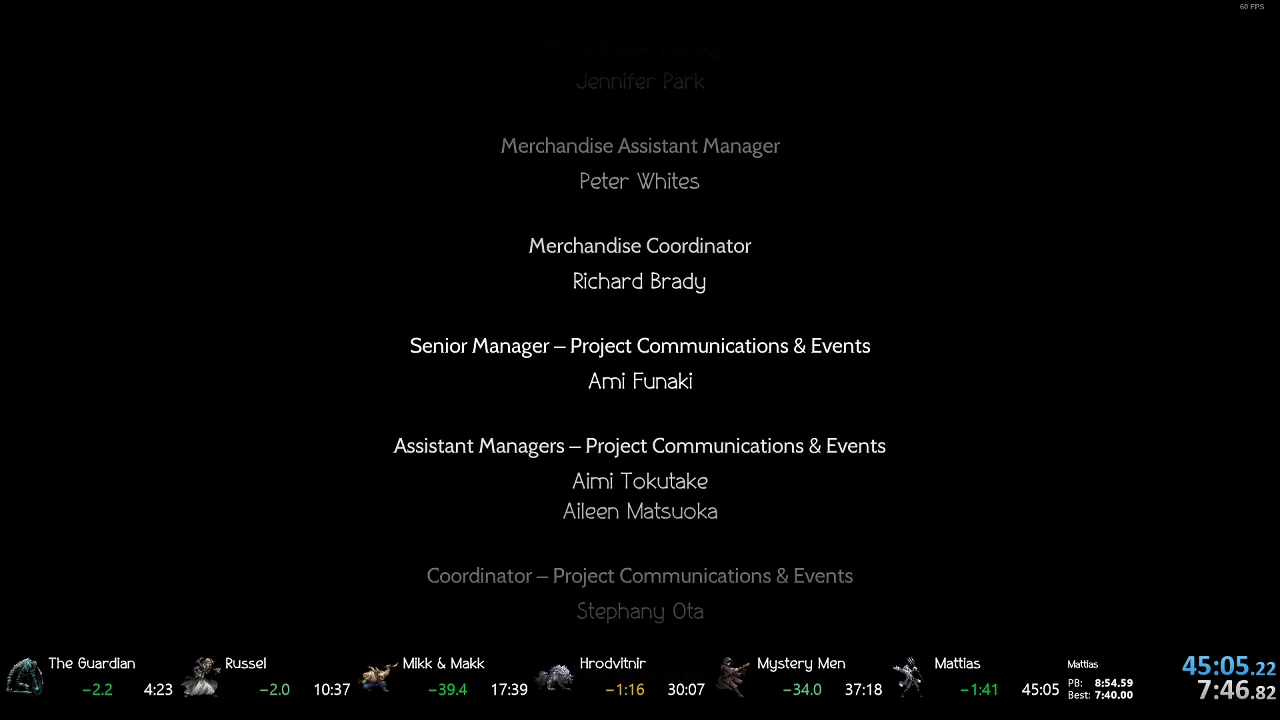 60 FPS
Jennifer Park
Merchandise Assistant Manager
Peter Whites
Merchandise Coordinator
Richard Brady
Senior Manager – Project Communications & Events
Ami Funaki
Assistant Managers – Project Communications & Events
Aimi Tokutake
Aileen Matsuoka
Coordinator – Project Communications & Events
Stephany Ota
The Guardian
−2.2 4:23
Russel
−2.0 10:37
Mikk & Makk
−39.4 17:39
Hrodvitnir
−1:16 30:07
Mystery Men
−34.0 37:18
Mattias
−1:41 45:05
Mattias
PB: 8:54.59
Best: 7:40.00
45:05.22
7:46.82